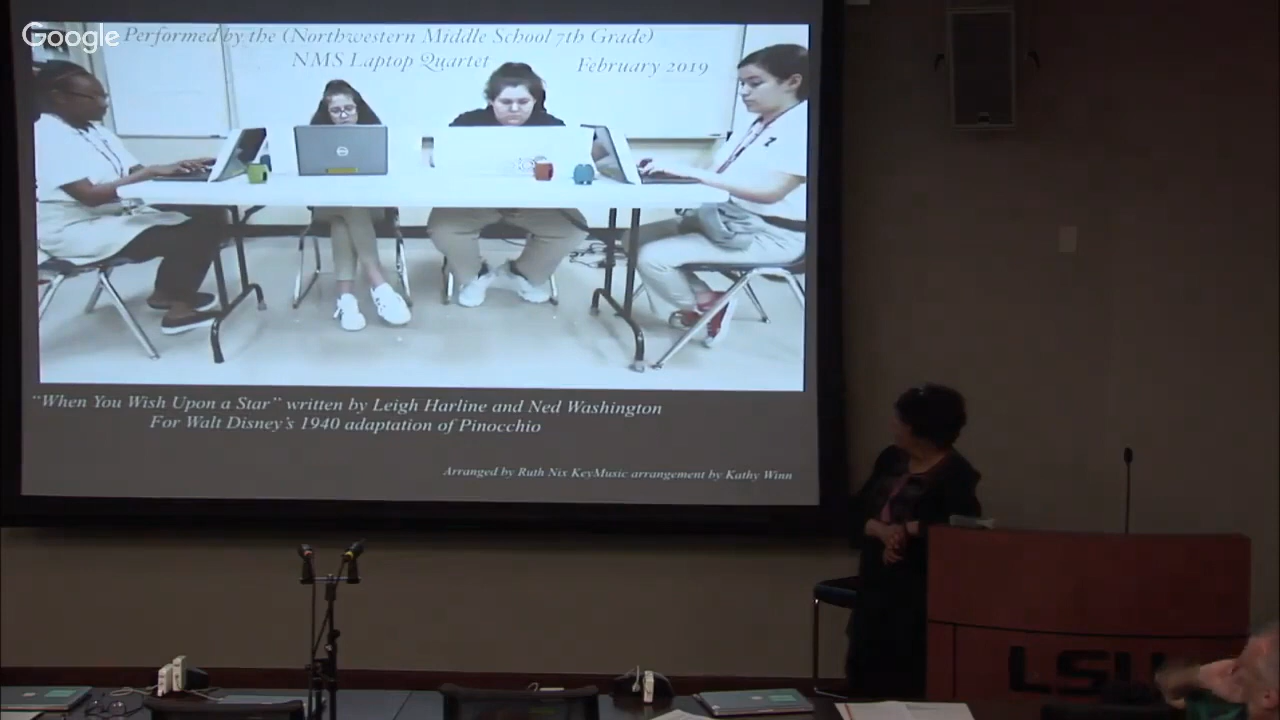 Google
Performed by the (Northwestern Middle School 7th Grade)
NMS Laptop Quartet
February 2019
"When You Wish Upon a Star" written by Leigh Harline and Ned Washington
For Walt Disney's 1940 adaptation of Pinocchio
Arranged by Ruth Nix KeyMusic arrangement by Kathy Winn
LSU